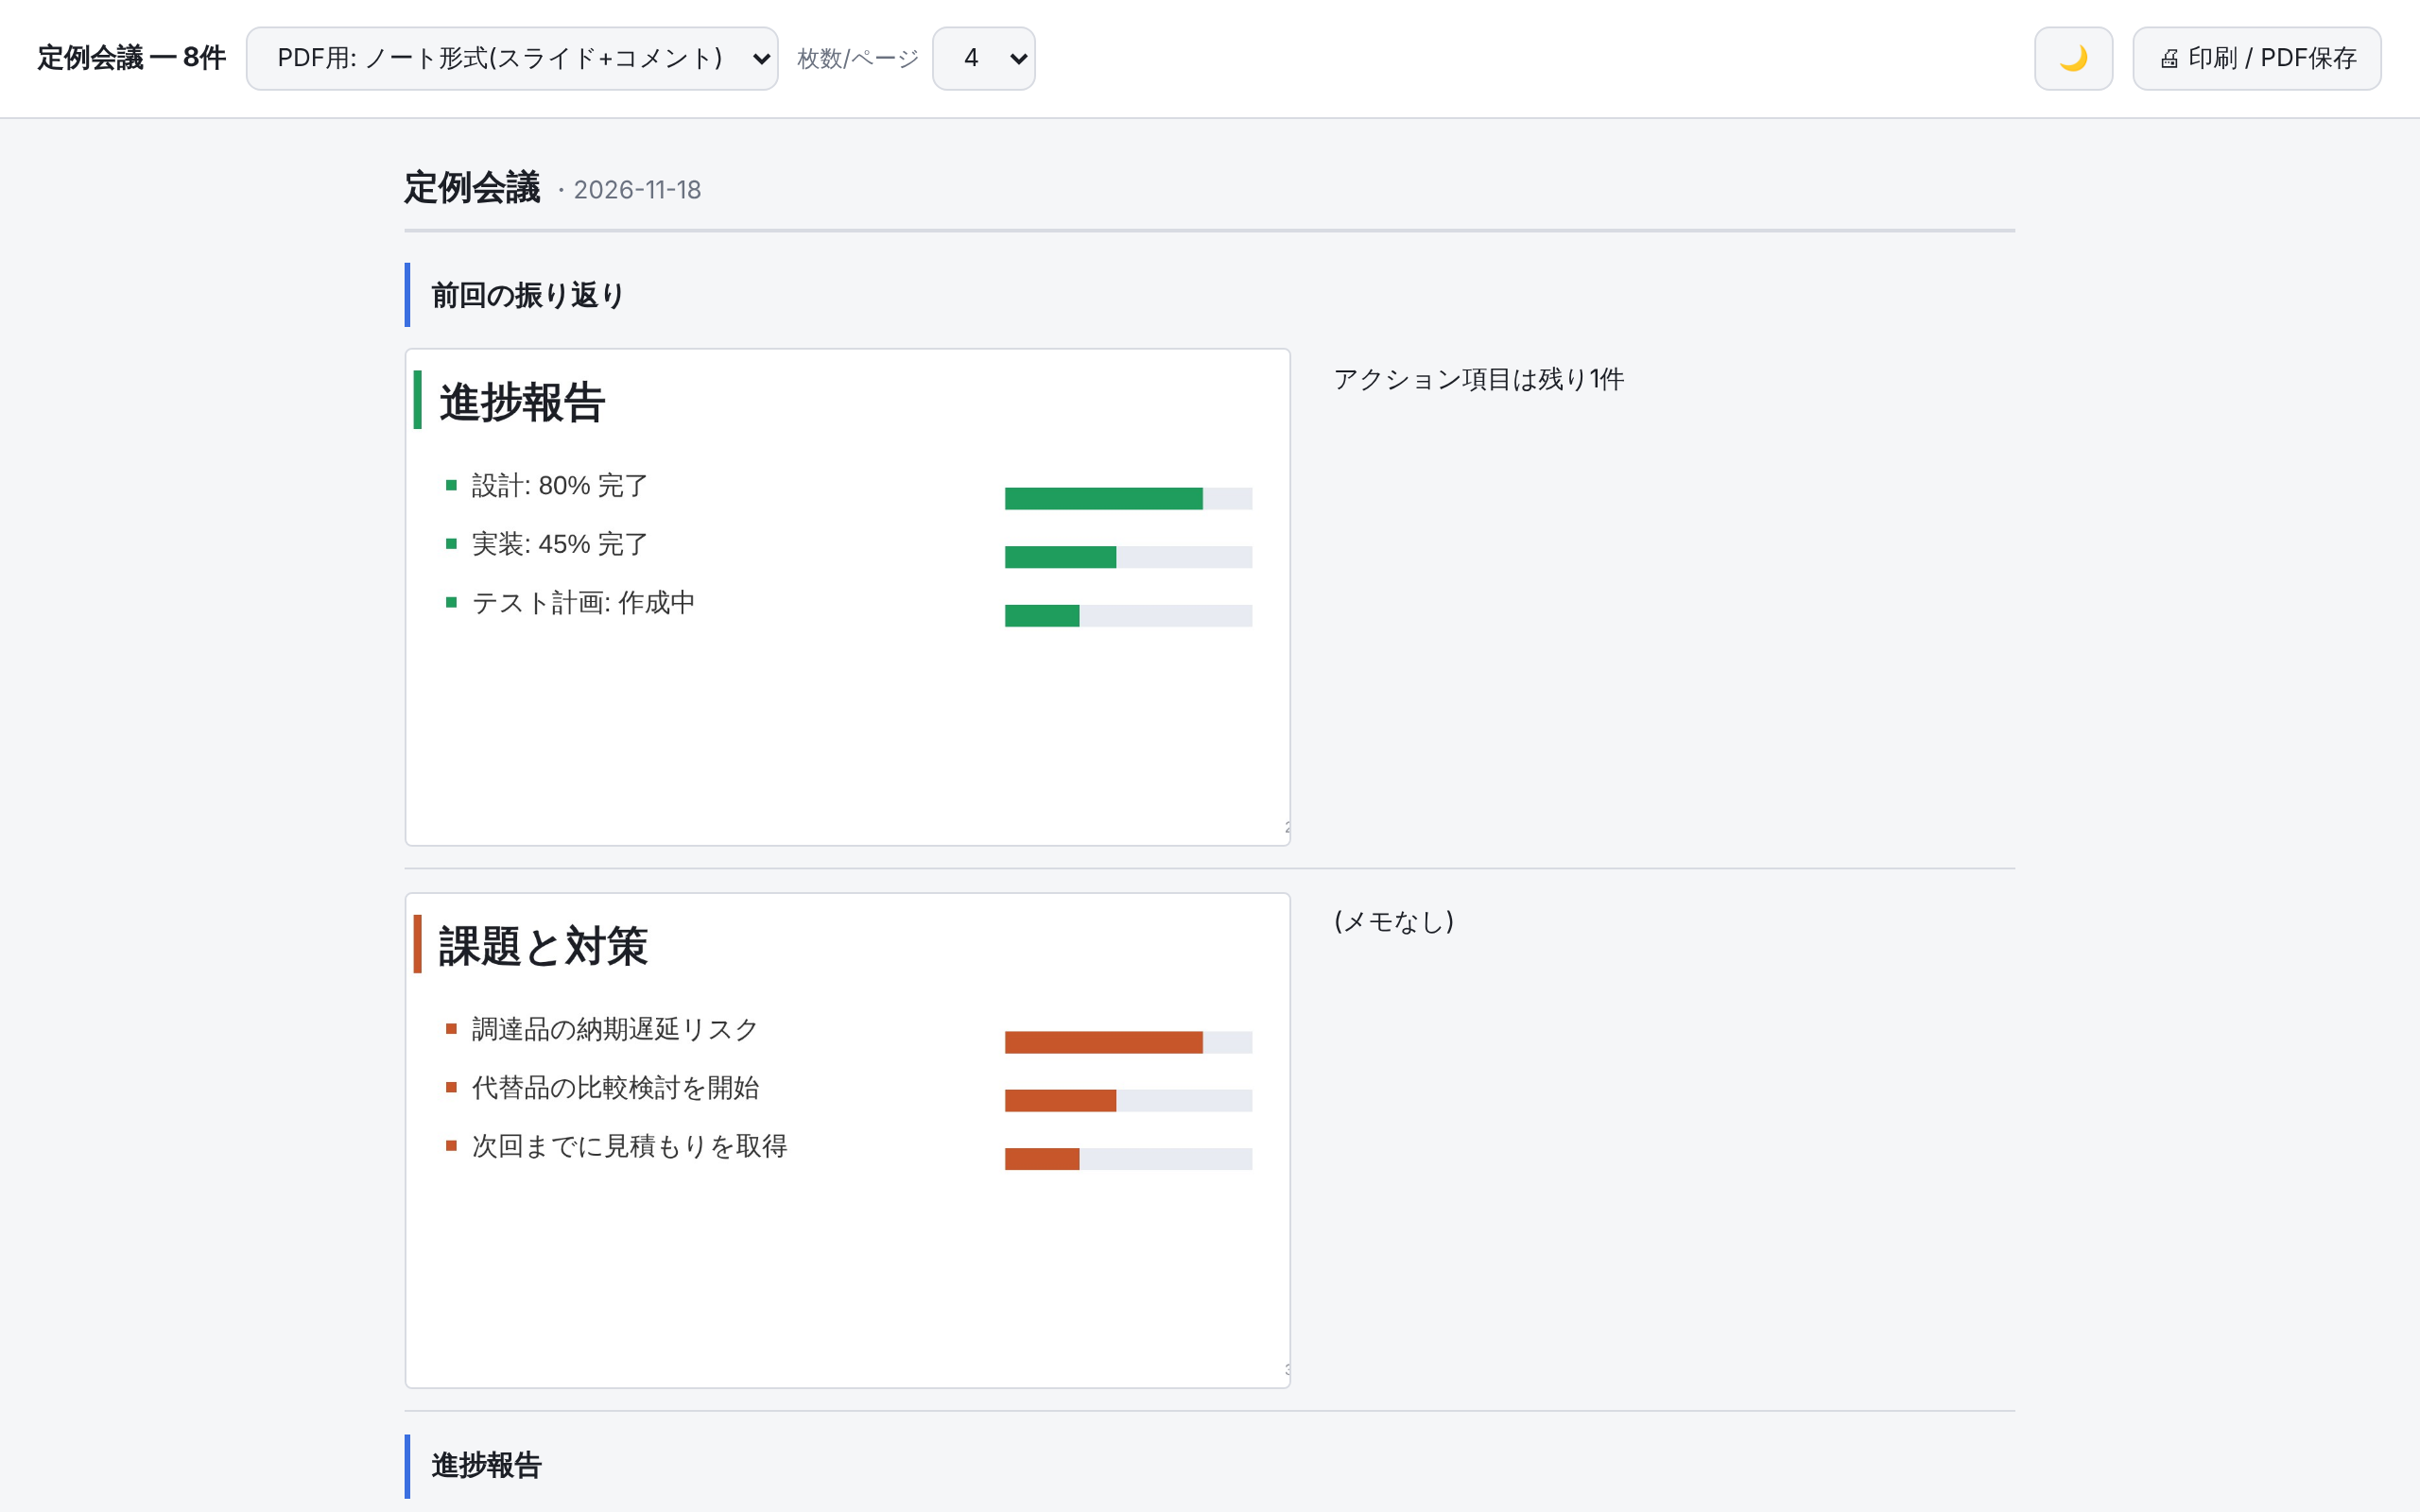 定例会議 — 8件
PDF用: ノート形式(スライド+コメント)
枚数/ページ
4
印刷 / PDF保存
定例会議 · 2026-11-18
前回の振り返り
進捗報告
設計: 80% 完了
実装: 45% 完了
テスト計画: 作成中
アクション項目は残り1件
課題と対策
調達品の納期遅延リスク
代替品の比較検討を開始
次回までに見積もりを取得
(メモなし)
進捗報告